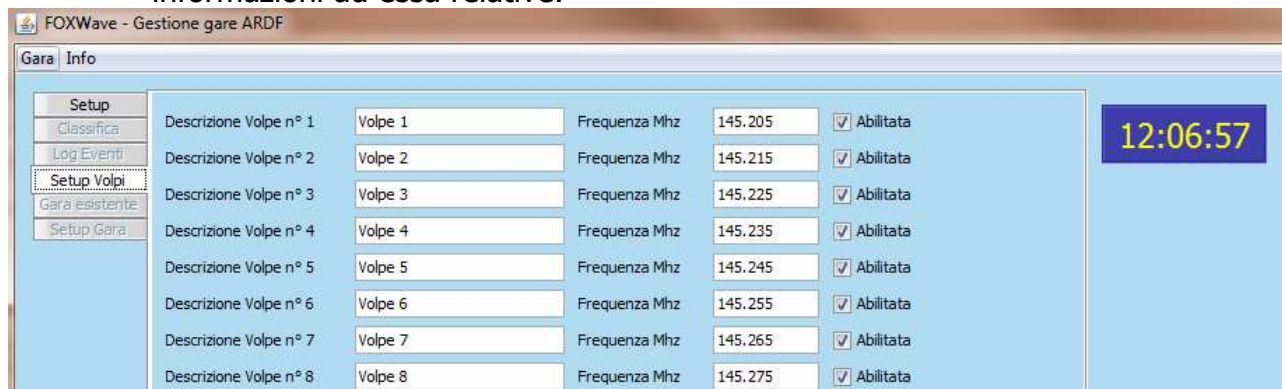 informazioni ad essa relative.
FOXWave - Gestione gare ARDF
Gara Info
Setup
Classifica
Log Eventi
Setup Volpi
Gara esistente
Setup Gara
Descrizione Volpe n° 1 Volpe 1 Frequenza Mhz 145.205 Abilitata
Descrizione Volpe n° 2 Volpe 2 Frequenza Mhz 145.215 Abilitata
Descrizione Volpe n° 3 Volpe 3 Frequenza Mhz 145.225 Abilitata
Descrizione Volpe n° 4 Volpe 4 Frequenza Mhz 145.235 Abilitata
Descrizione Volpe n° 5 Volpe 5 Frequenza Mhz 145.245 Abilitata
Descrizione Volpe n° 6 Volpe 6 Frequenza Mhz 145.255 Abilitata
Descrizione Volpe n° 7 Volpe 7 Frequenza Mhz 145.265 Abilitata
Descrizione Volpe n° 8 Volpe 8 Frequenza Mhz 145.275 Abilitata
12:06:57